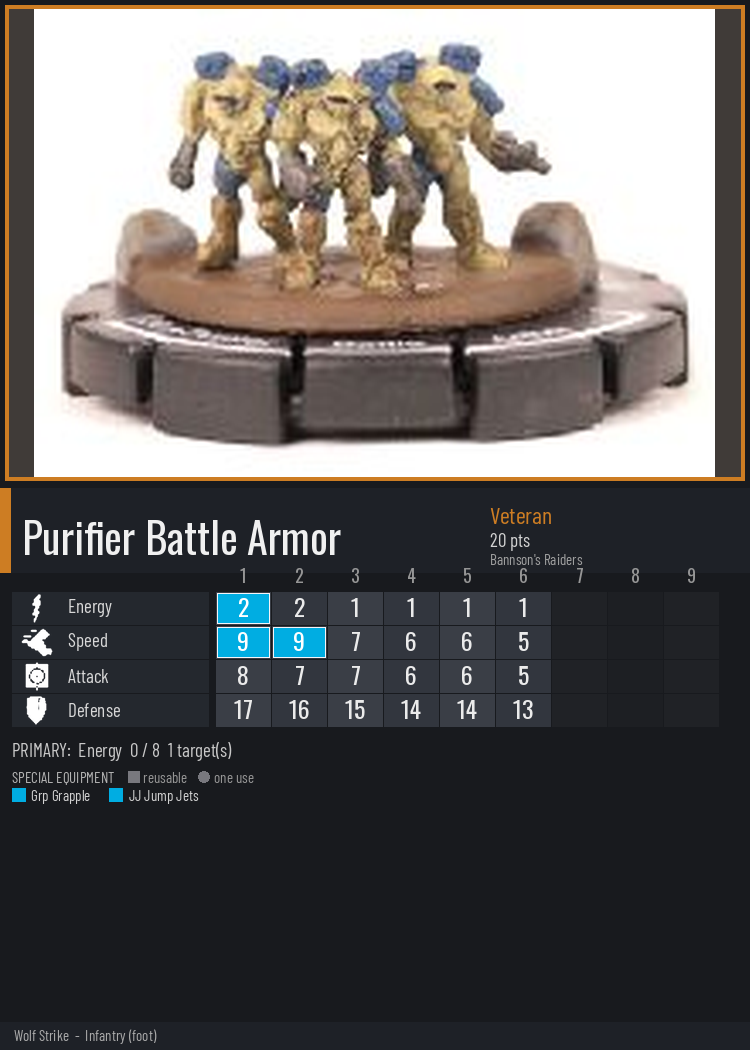 Purifier Battle Armor
Veteran
20 pts
Bannson's Raiders
1 2 3 4 5 6 7 8 9
Energy 2 2 1 1 1 1
Speed 9 9 7 6 6 5
Attack 8 7 7 6 6 5
Defense 17 16 15 14 14 13
PRIMARY: Energy 0 / 8 1 target(s)
SPECIAL EQUIPMENT reusable one use
Grp Grapple JJ Jump Jets
Wolf Strike - Infantry (foot)